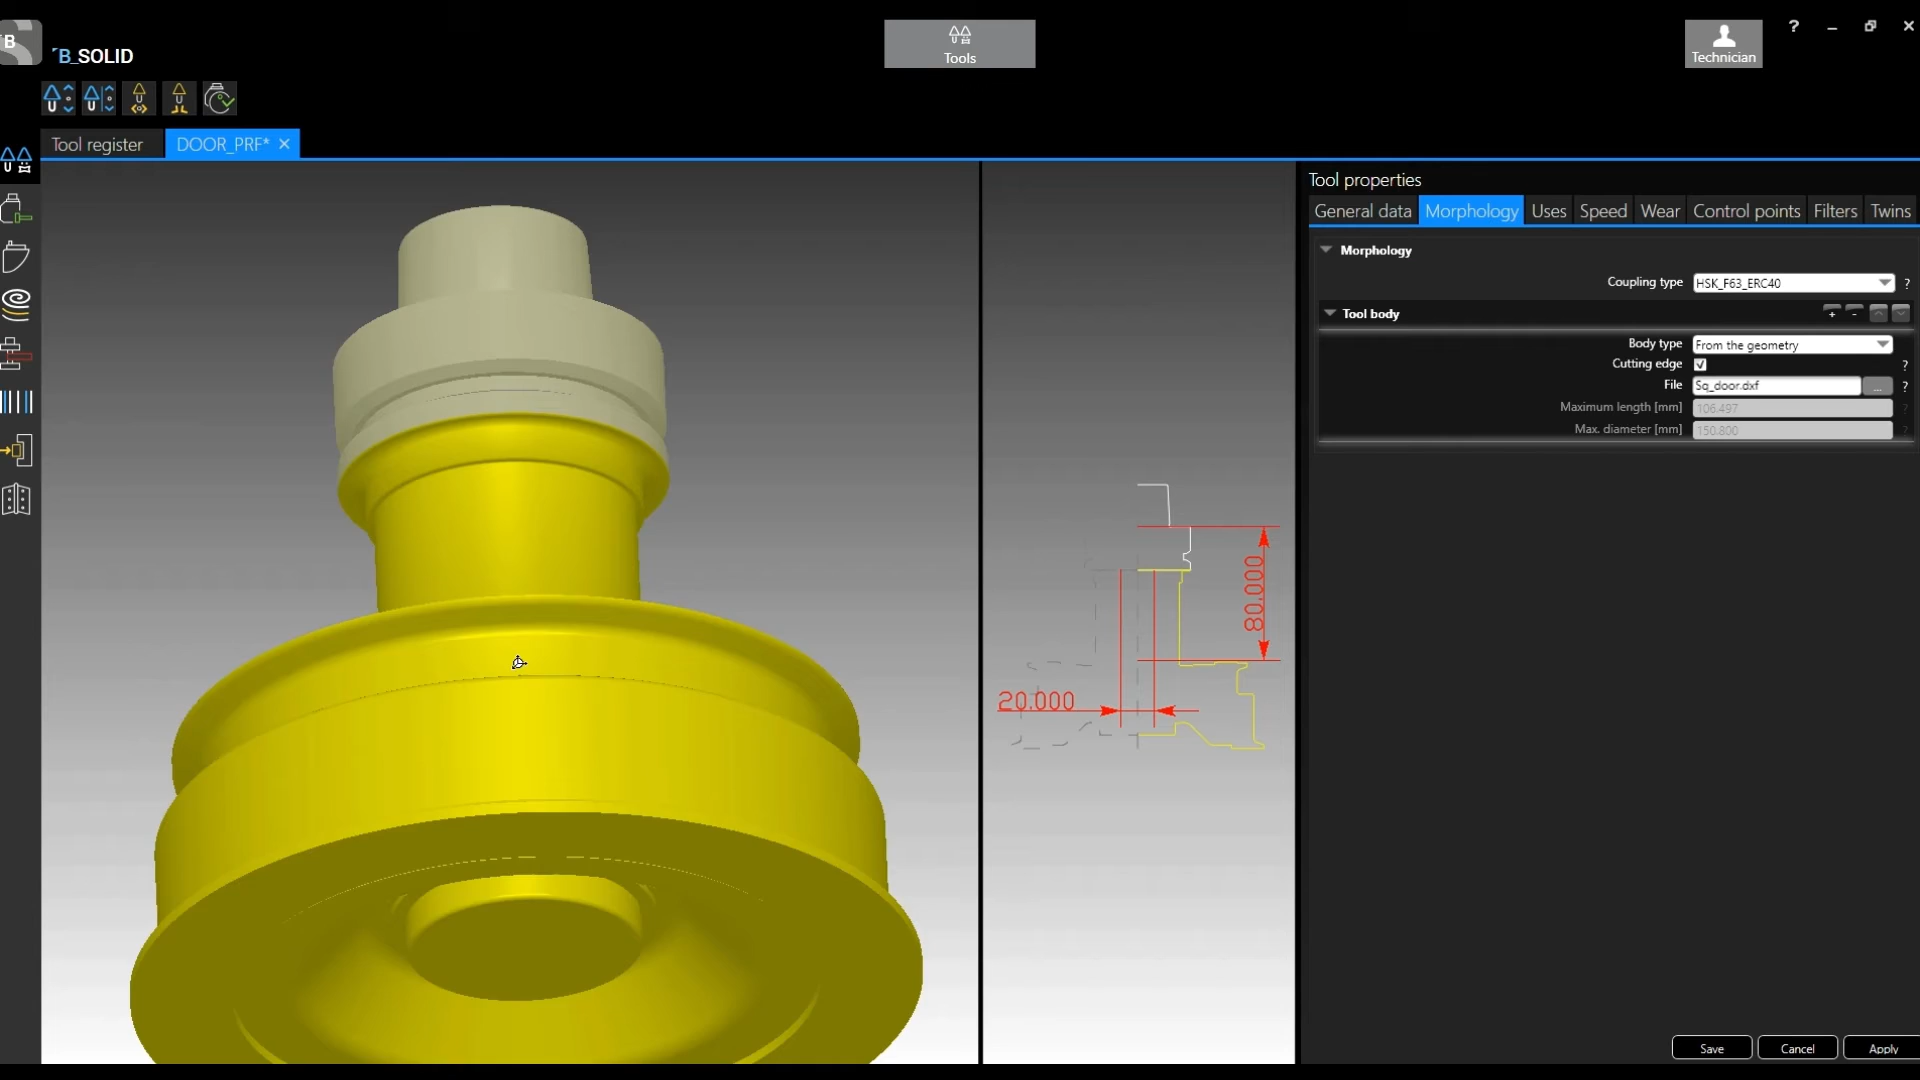 B
B_SOLID
Tools
Technician
?
Tool register
DOOR_PRF*
Tool properties
General data
Morphology
Uses
Speed
Wear
Control points
Filters
Twins
Morphology
Coupling type
HSK_F63_ERC40
?
Tool body
+
-
Body type
From the geometry
Cutting edge
?
File
Sq_door.dxf
...
?
Maximum length [mm]
106.497
?
Max. diameter [mm]
150.800
?
80.000
20.000
Save
Cancel
Apply